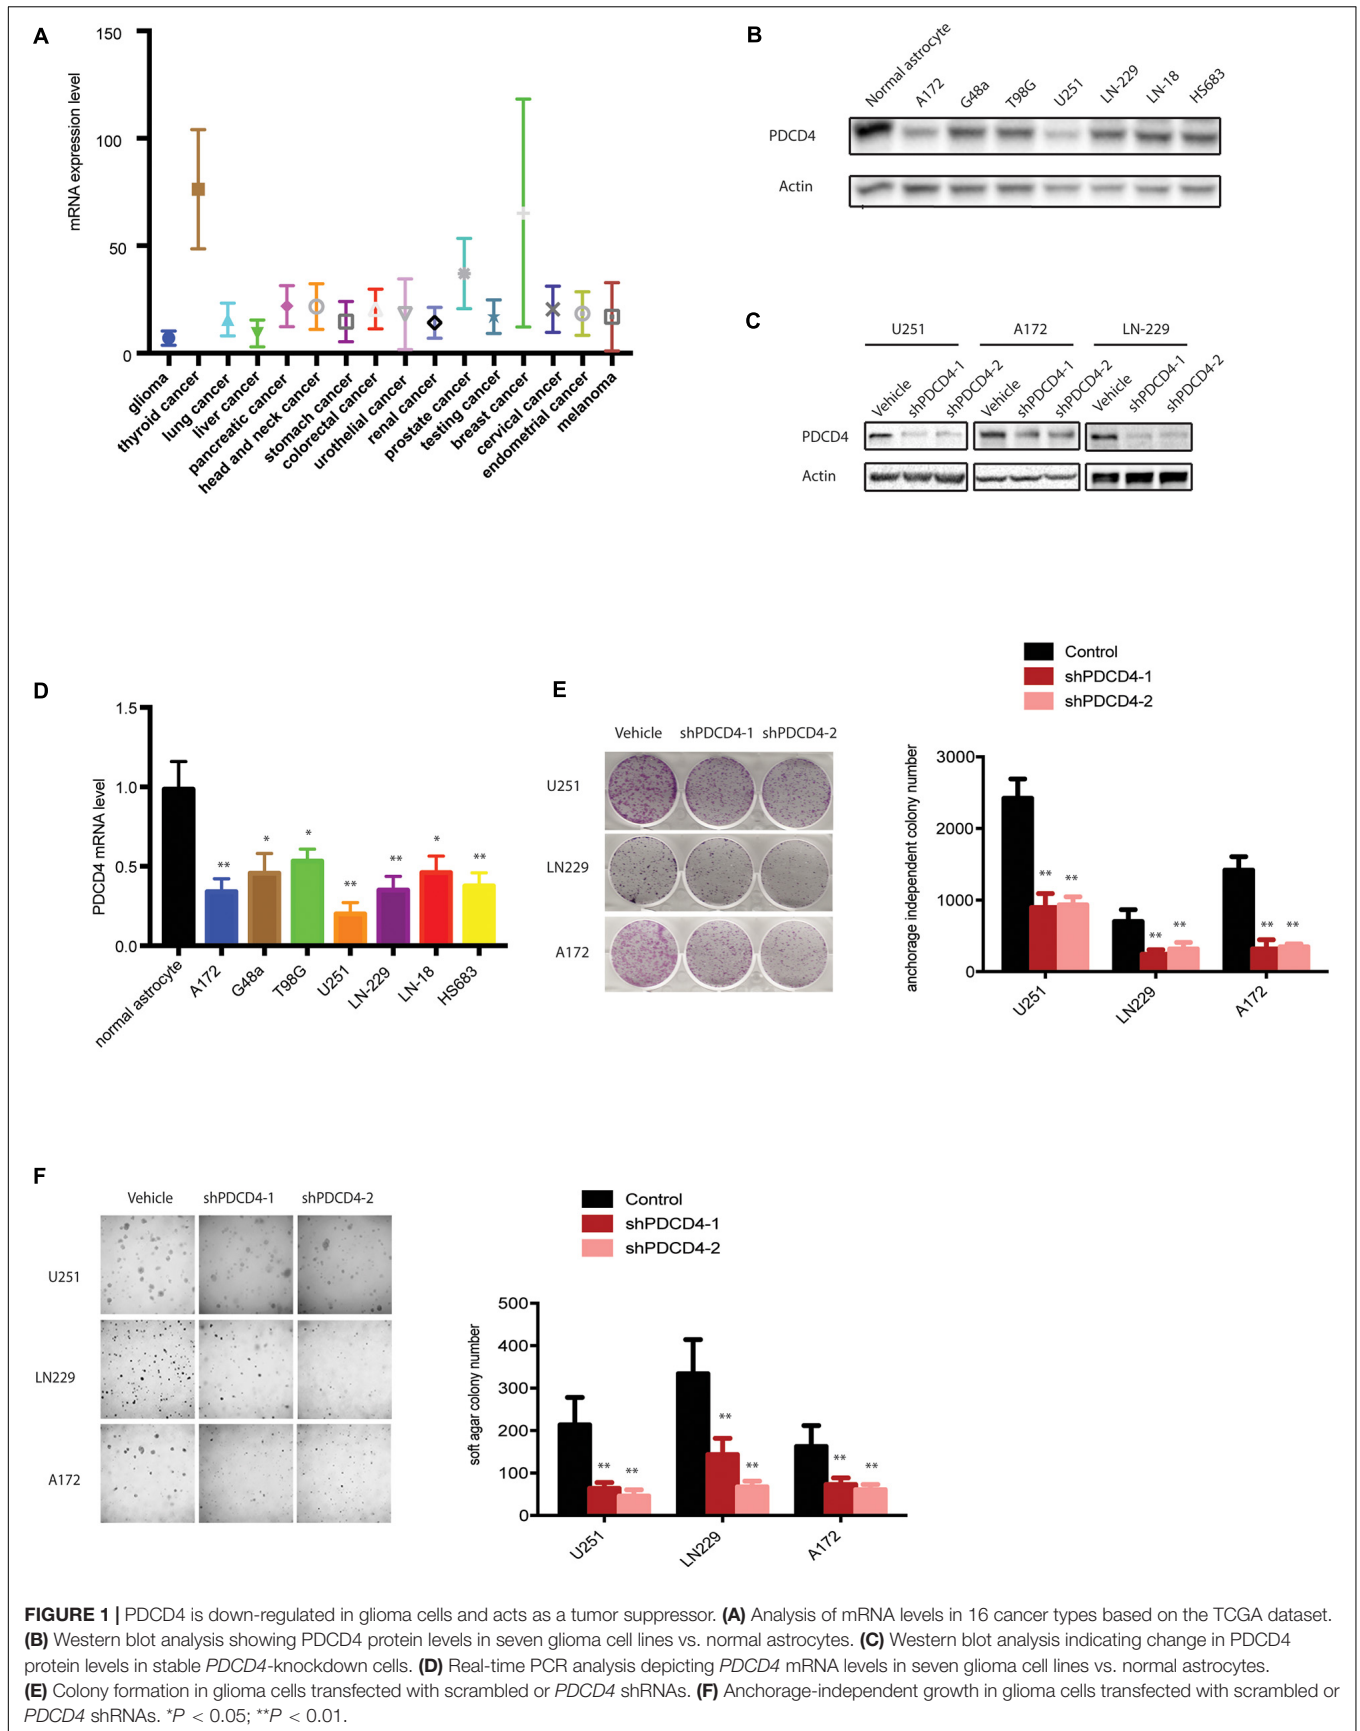 A
150
100
50
0
mRNA expression level
glioma
thyroid cancer
lung cancer
liver cancer
pancreatic cancer
head and neck cancer
stomach cancer
colorectal cancer
urothelial cancer
renal cancer
prostate cancer
testing cancer
breast cancer
cervical cancer
endometrial cancer
melanoma
B
Normal astrocyte
A172
G48a
T98G
U251
LN-229
LN-18
HS683
PDCD4
Actin
C
U251 A172 LN-229
Vehicle
shPDCD4-1
shPDCD4-2
Vehicle
shPDCD4-1
shPDCD4-2
Vehicle
shPDCD4-1
shPDCD4-2
PDCD4
Actin
D
1.5
1.0
0.5
0.0
PDCD4 mRNA level
** * * ** ** * **
normal astrocyte
A172
G48a
T98G
U251
LN-229
LN-18
HS683
E
Vehicle shPDCD4-1 shPDCD4-2
U251
LN229
A172
Control
shPDCD4-1
shPDCD4-2
3000
2000
1000
0
anchorage independent colony number
** ** ** ** ** **
U251
LN229
A172
F
Vehicle shPDCD4-1 shPDCD4-2
U251
LN229
A172
Control
shPDCD4-1
shPDCD4-2
500
400
300
200
100
0
soft agar colony number
** ** ** ** ** **
U251
LN229
A172
FIGURE 1 | PDCD4 is down-regulated in glioma cells and acts as a tumor suppressor. (A) Analysis of mRNA levels in 16 cancer types based on the TCGA dataset.
(B) Western blot analysis showing PDCD4 protein levels in seven glioma cell lines vs. normal astrocytes. (C) Western blot analysis indicating change in PDCD4
protein levels in stable PDCD4-knockdown cells. (D) Real-time PCR analysis depicting PDCD4 mRNA levels in seven glioma cell lines vs. normal astrocytes.
(E) Colony formation in glioma cells transfected with scrambled or PDCD4 shRNAs. (F) Anchorage-independent growth in glioma cells transfected with scrambled or
PDCD4 shRNAs. *P < 0.05; **P < 0.01.